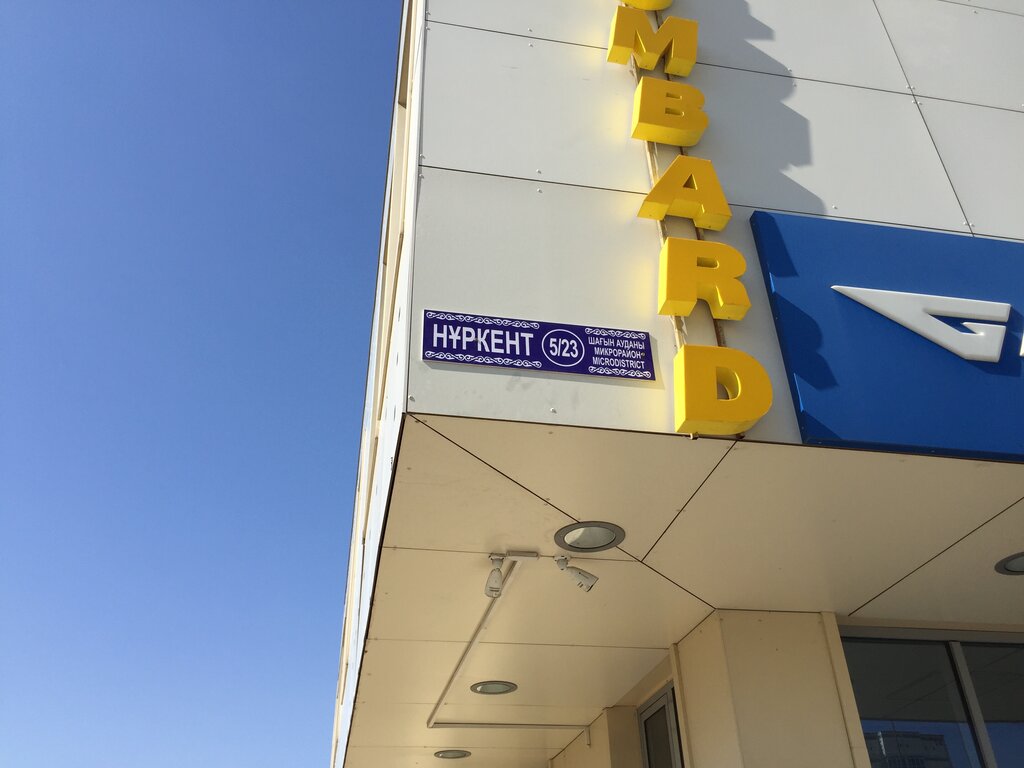 MBARD
НҰРКЕНТ
5/23
ШАҒЫН АУДАНЫ
МИКРОРАЙОН
MICRODISTRICT
G